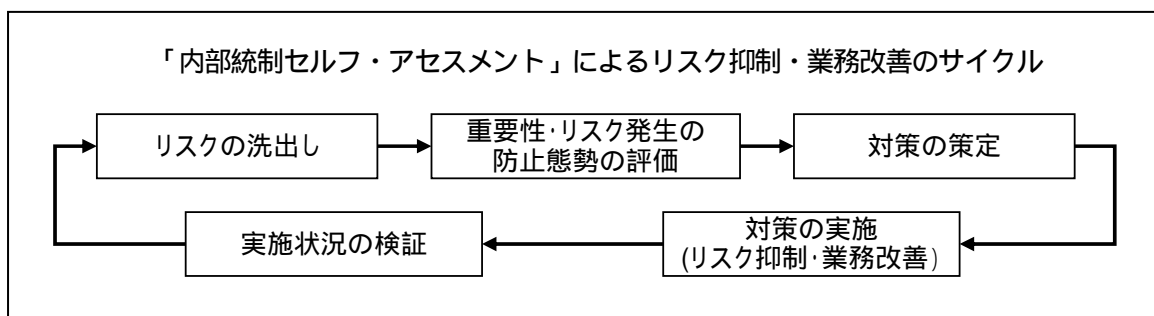 「内部統制セルフ・アセスメント」によるリスク抑制・業務改善のサイクル
リスクの洗出し
重要性・リスク発生の
防止態勢の評価
対策の策定
対策の実施
(リスク抑制・業務改善)
実施状況の検証